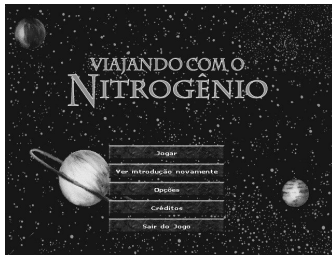 VIAJANDO COM O
NITROGÊNIO
Jogar
Ver introdução novamente
Opções
Créditos
Sair do Jogo